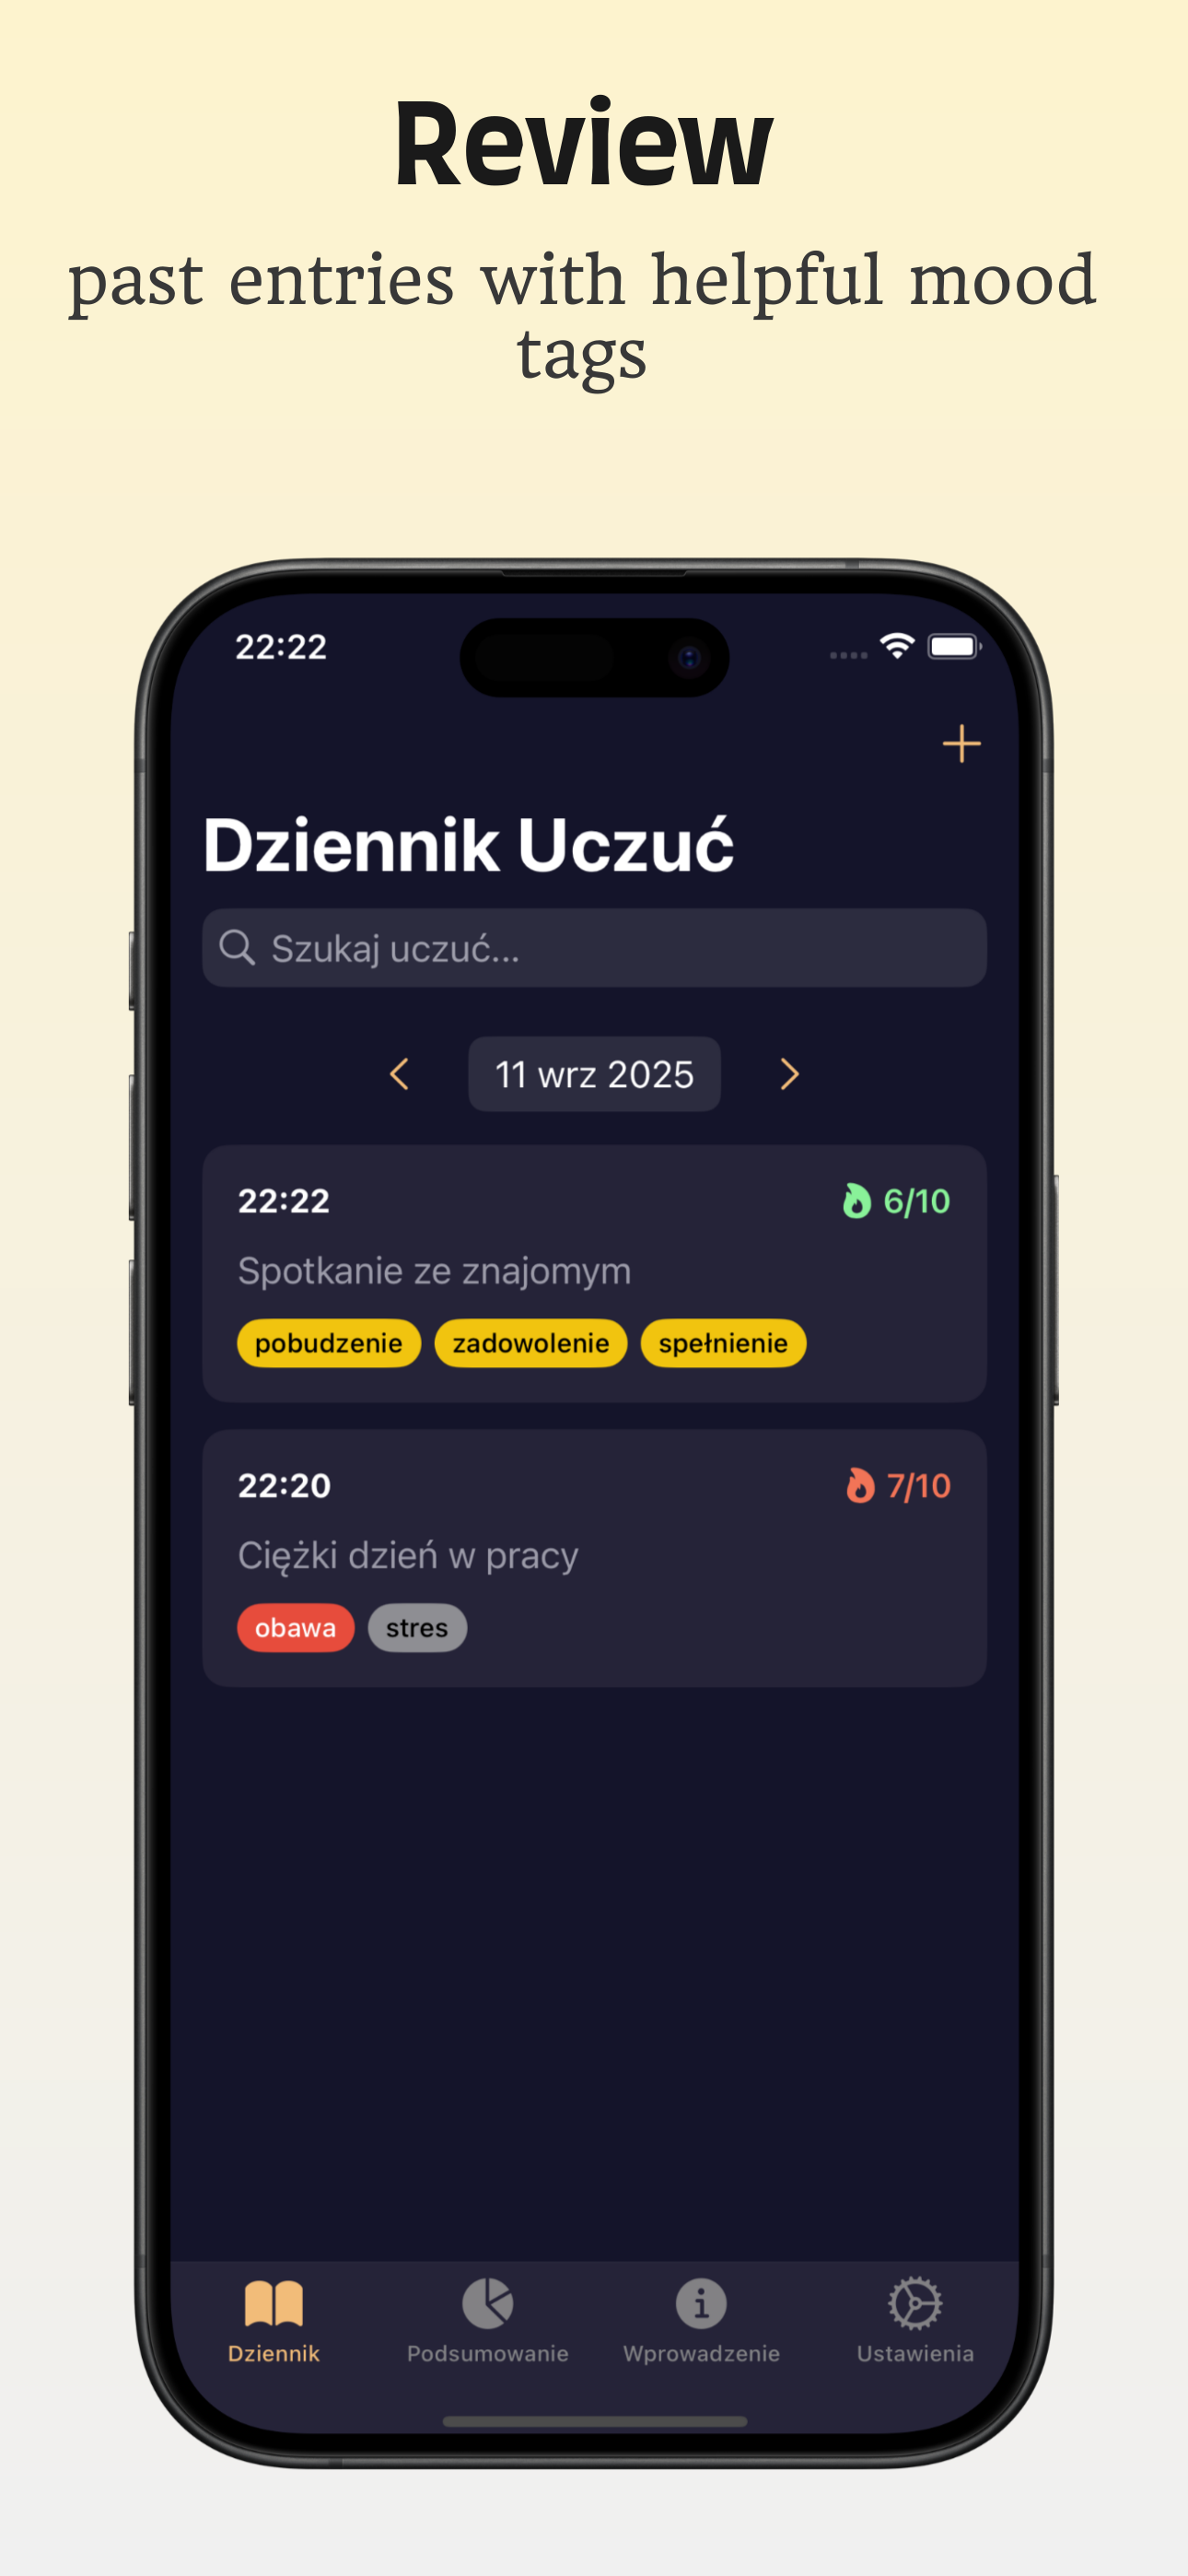 Review
past entries with helpful mood
tags
22:22
Dziennik Uczuć
Szukaj uczuć...
11 wrz 2025
22:22
6/10
Spotkanie ze znajomym
pobudzenie zadowolenie spełnienie
22:20
7/10
Ciężki dzień w pracy
obawa stres
Dziennik Podsumowanie Wprowadzenie Ustawienia